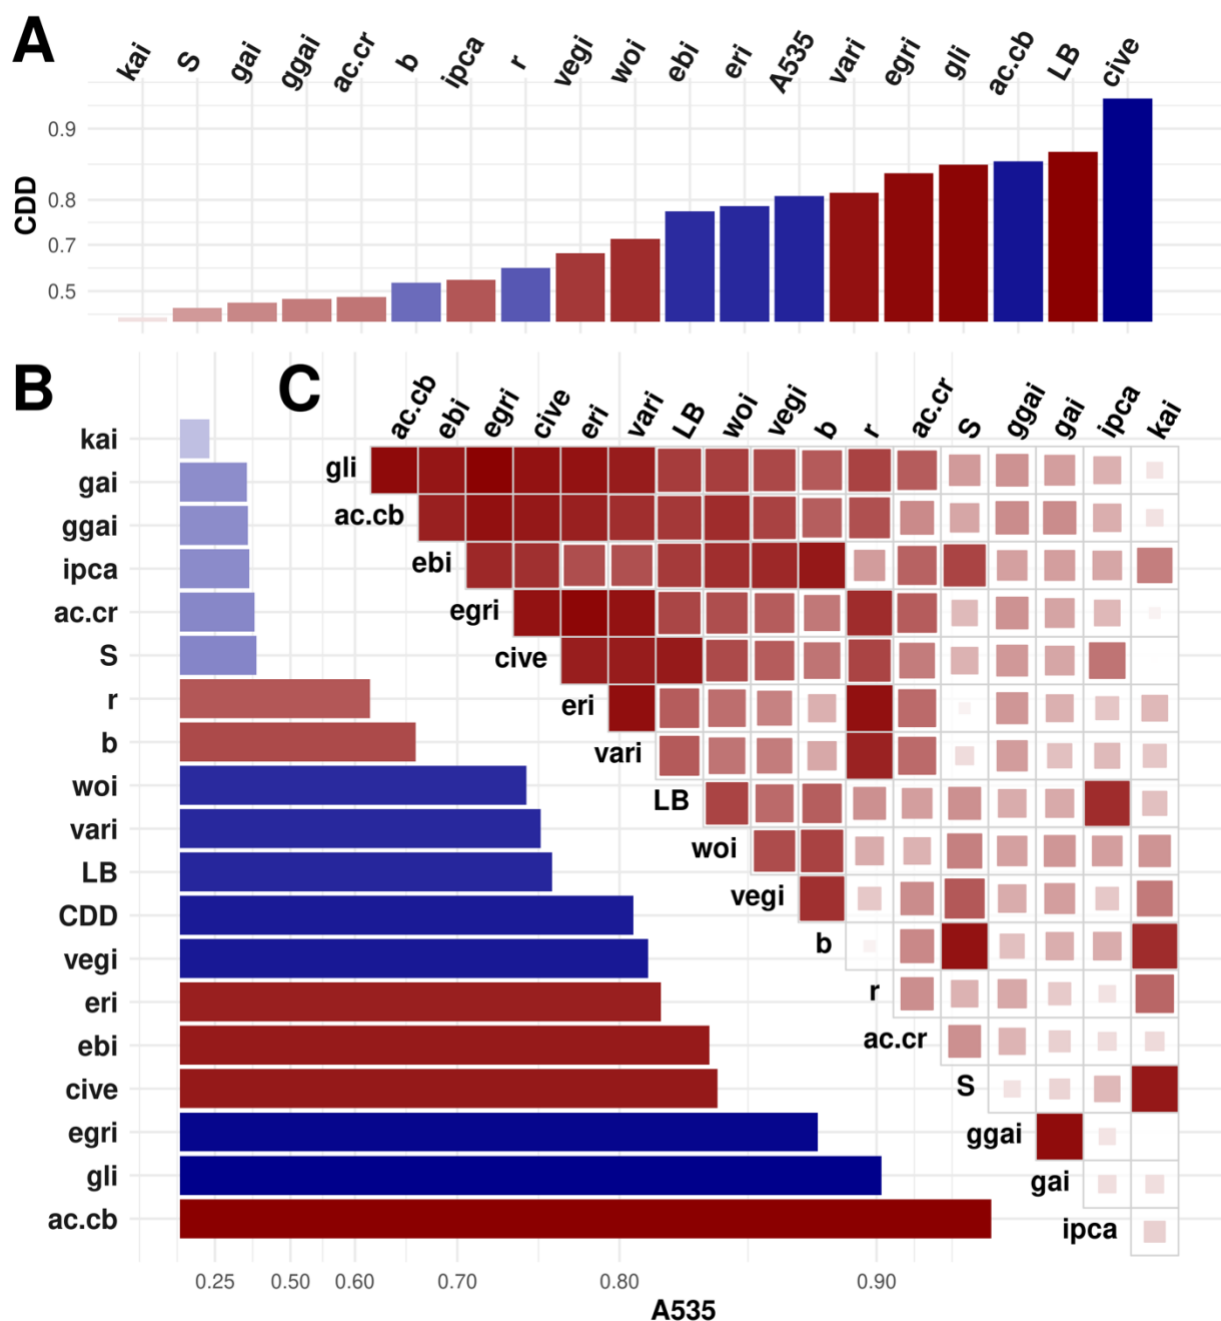 A
kai S gai ggai ac.cr b ipca r vegi woi ebi eri A535 vari egri gli ac.cb LB cive
0.9
0.8
0.7
0.5
CDD
B
kai
gai
ggai
ipca
ac.cr
S
r
b
woi
vari
LB
CDD
vegi
eri
ebi
cive
egri
gli
ac.cb
0.25 0.50 0.60 0.70 0.80 0.90
A535
C
ac.cb ebi egri cive eri vari LB woi vegi b r ac.cr S ggai gai ipca kai
gli
ac.cb
ebi
egri
cive
eri
vari
LB
woi
vegi
b
r
ac.cr
S
ggai
gai
ipca